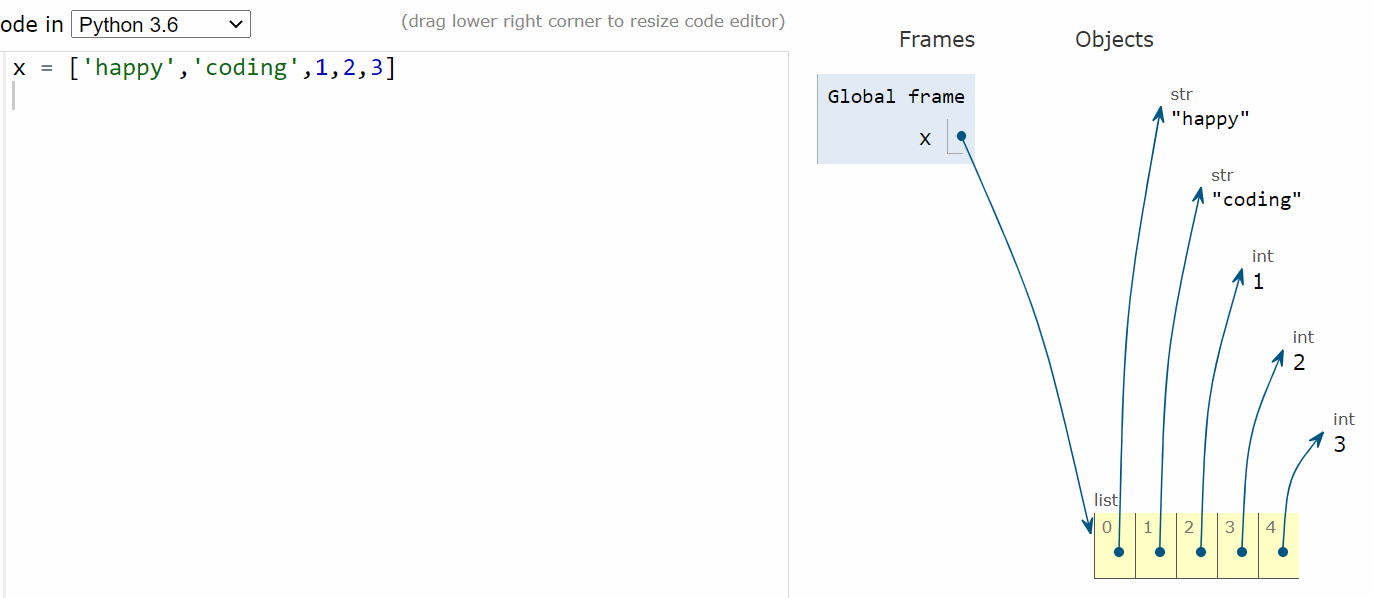 ode in Python 3.6
(drag lower right corner to resize code editor)
x = ['happy','coding',1,2,3]
Frames
Objects
Global frame
x
str
"happy"
str
"coding"
int
1
int
2
int
3
list
0 1 2 3 4